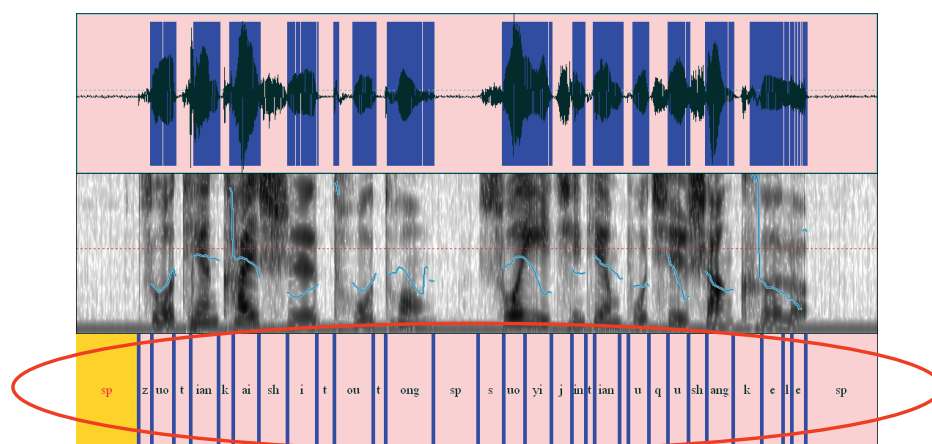 sp z uo t ian k ai sh i t ou t ong sp s uo yi j in t ian u q u sh ang k e l e sp